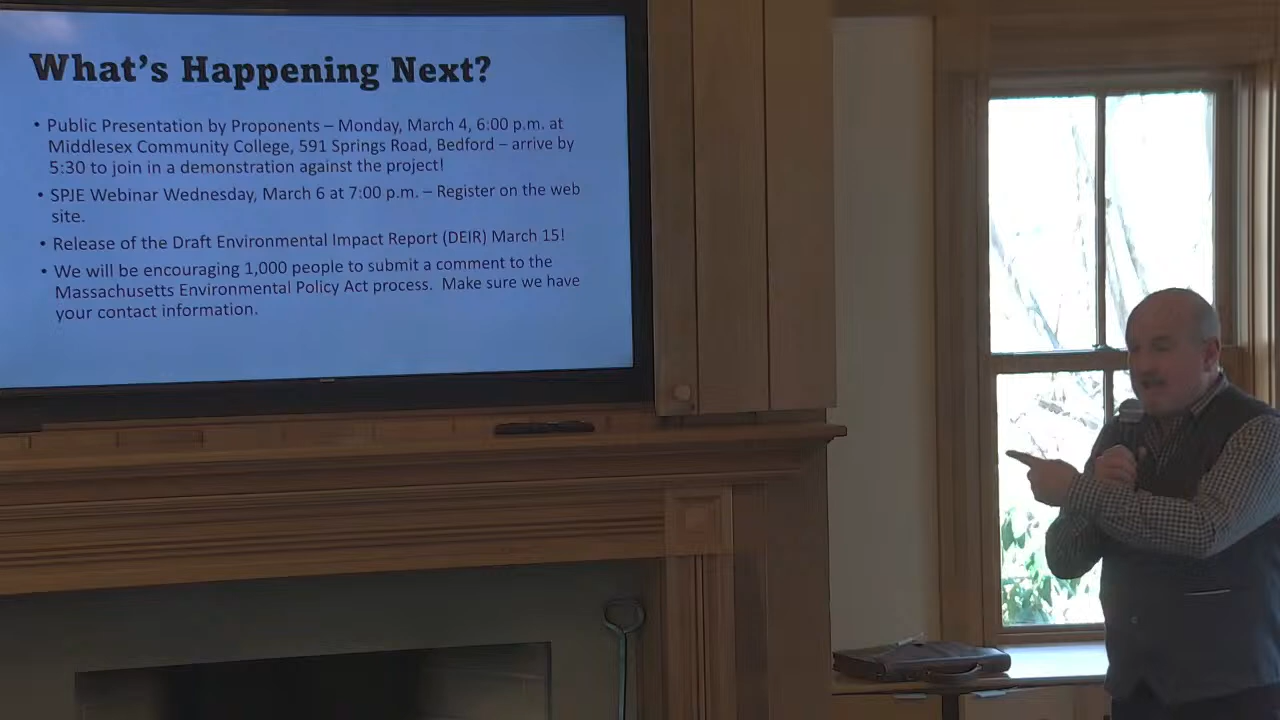 What's Happening Next?
• Public Presentation by Proponents – Monday, March 4, 6:00 p.m. at
Middlesex Community College, 591 Springs Road, Bedford – arrive by
5:30 to join in a demonstration against the project!
• SPJE Webinar Wednesday, March 6 at 7:00 p.m. – Register on the web
site.
• Release of the Draft Environmental Impact Report (DEIR) March 15!
• We will be encouraging 1,000 people to submit a comment to the
Massachusetts Environmental Policy Act process.  Make sure we have
your contact information.